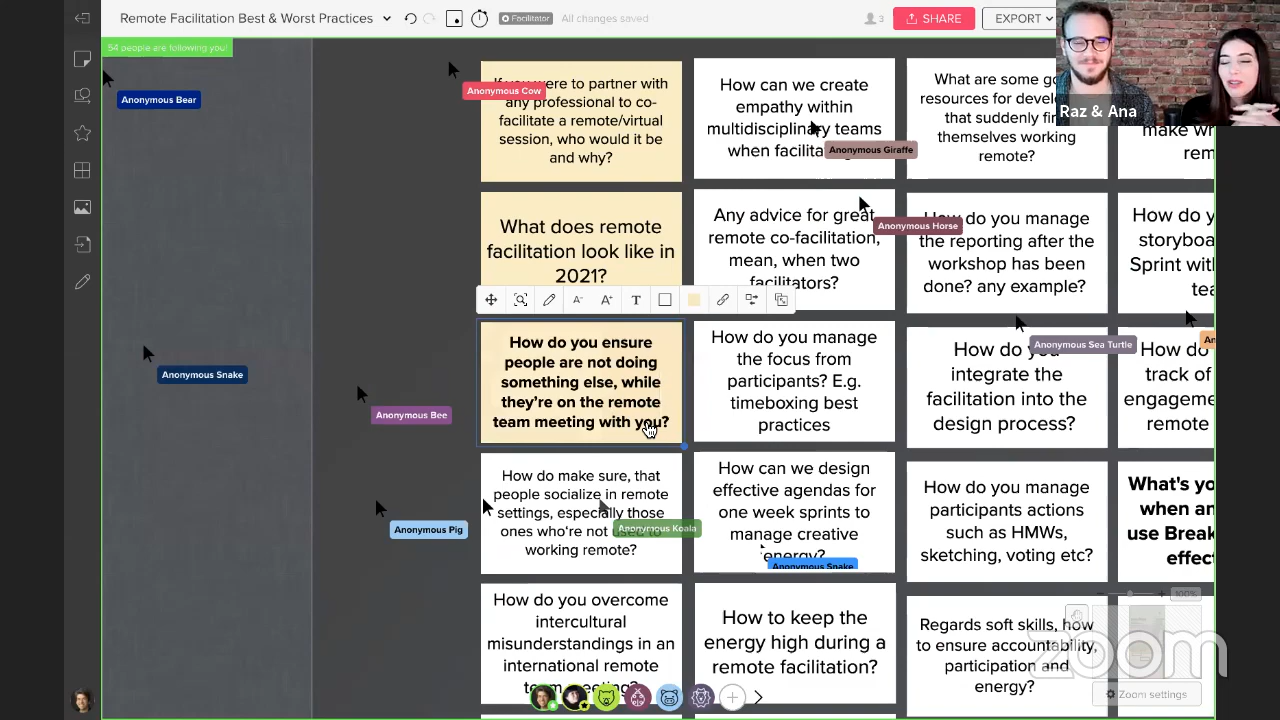 Remote Facilitation Best & Worst Practices
Facilitator
All changes saved
3
SHARE
EXPORT
Raz & Ana
54 people are following you!
Anonymous Bear
Anonymous Cow
If you were to partner with
any professional to co-
facilitate a remote/virtual
session, who would it be
and why?
How can we create
empathy within
multidisciplinary teams
when
Anonymous Giraffe
What are some
resources for
that suddenly
themselves working
remote?
make
What does remote
facilitation look like in
2021?
Any advice for great
remote co-facilitation,
mean, when two
facilitators?
Anonymous Horse
How do you manage
the reporting after the
workshop has been
done? any example?
How do
Sprint
A- A+ T
How do you ensure
people are not doing
something else, while
they're on the remote
team meeting with you?
How do you manage
the focus from
participants? E.g.
timeboxing best
practices
Anonymous Sea Turtle
How do you
integrate the
facilitation into the
design process?
How do
track of
remote
Anonymous Snake
Anonymous Bee
How do make sure, that
people socialize in remote
settings, especially those
ones who're not used to
working remote?
Anonymous Koala
Anonymous Pig
How can we design
effective agendas for
one week sprints to
manage creative
energy?
Anonymous Snake
How do you manage
participants actions
such as HMWs,
sketching, voting etc?
What's
when
use
How do you overcome
intercultural
misunderstandings in an
international remote
team meeting?
How to keep the
energy high during a
remote facilitation?
Regards soft skills, how
to ensure accountability,
participation and
energy?
100%
zoom
Zoom settings